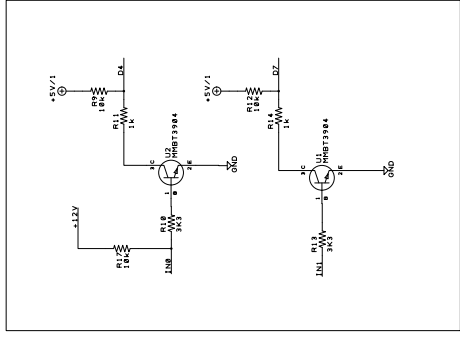 +5V/1
R9
10k
D4
R11
1k
U2
MMBT3904
3 C
2 E
1
B
GND
R10
3K3
+12V
R17
10k
IN0
+5V/1
R12
10k
D7
R14
1k
U1
MMBT3904
3 C
2 E
1
B
GND
R13
3K3
IN1